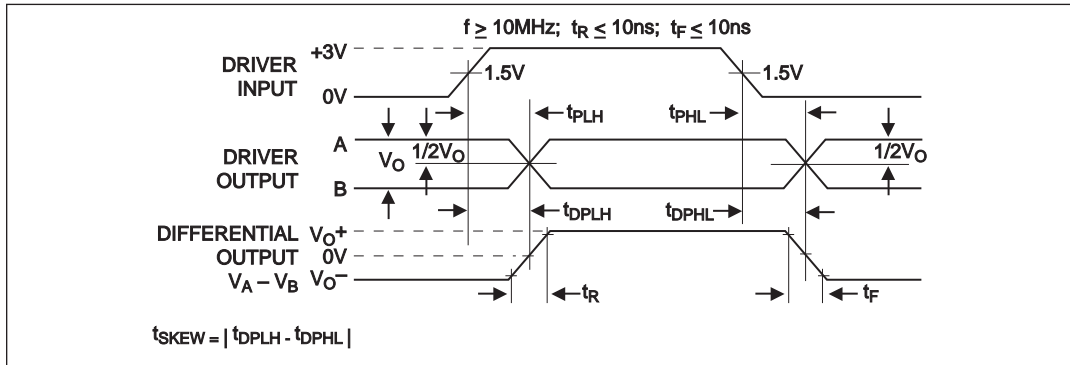 f ≥ 10MHz; tR ≤ 10ns; tF ≤ 10ns
DRIVER INPUT
+3V
0V
1.5V
1.5V
tPLH
tPHL
DRIVER OUTPUT
A
B
VO
1/2VO
1/2VO
tDPLH
tDPHL
DIFFERENTIAL OUTPUT
VA – VB
VO+
0V
VO–
tR
tF
tSKEW = | tDPLH - tDPHL |